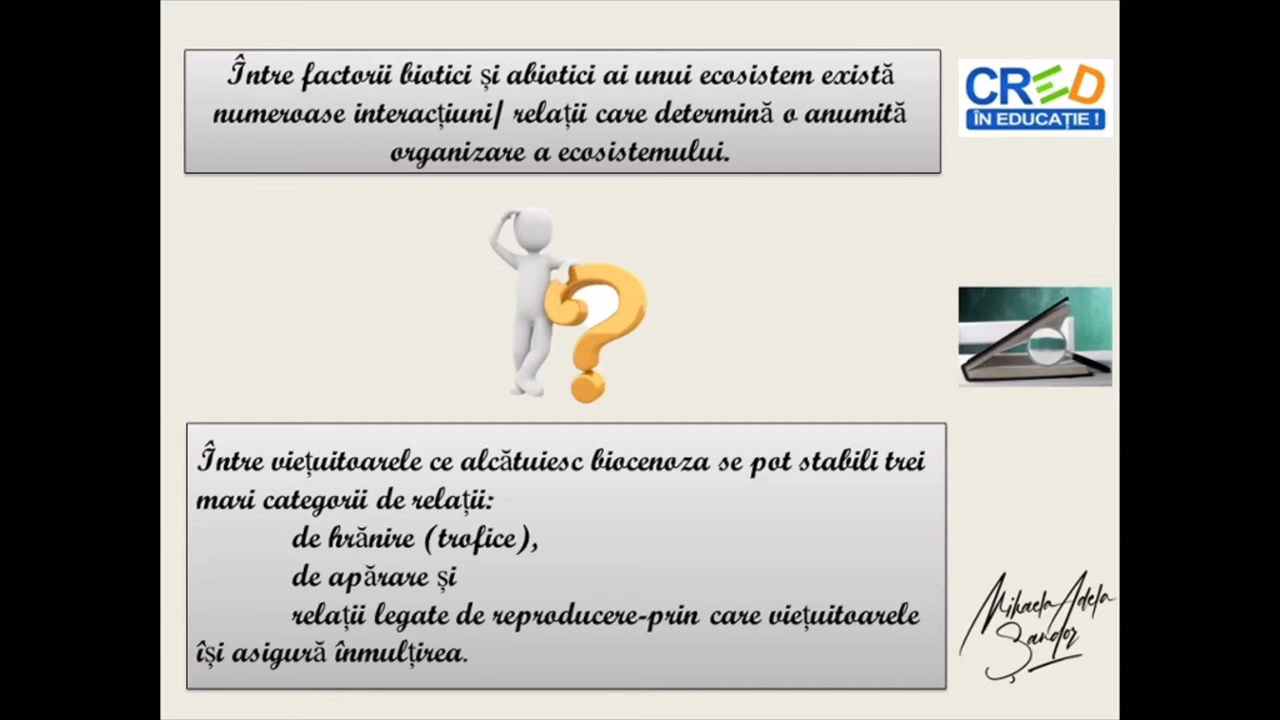 Între factorii biotici și abiotici ai unui ecosistem există
numeroase interacțiuni/ relații care determină o anumită
organizare a ecosistemului.
CRED
ÎN EDUCAȚIE !
Între viețuitoarele ce alcătuiesc biocenoza se pot stabili trei
mari categorii de relații:
de hrănire (trofice),
de apărare și
relații legate de reproducere-prin care viețuitoarele
își asigură înmulțirea.
Mihaela Adela
Șandor